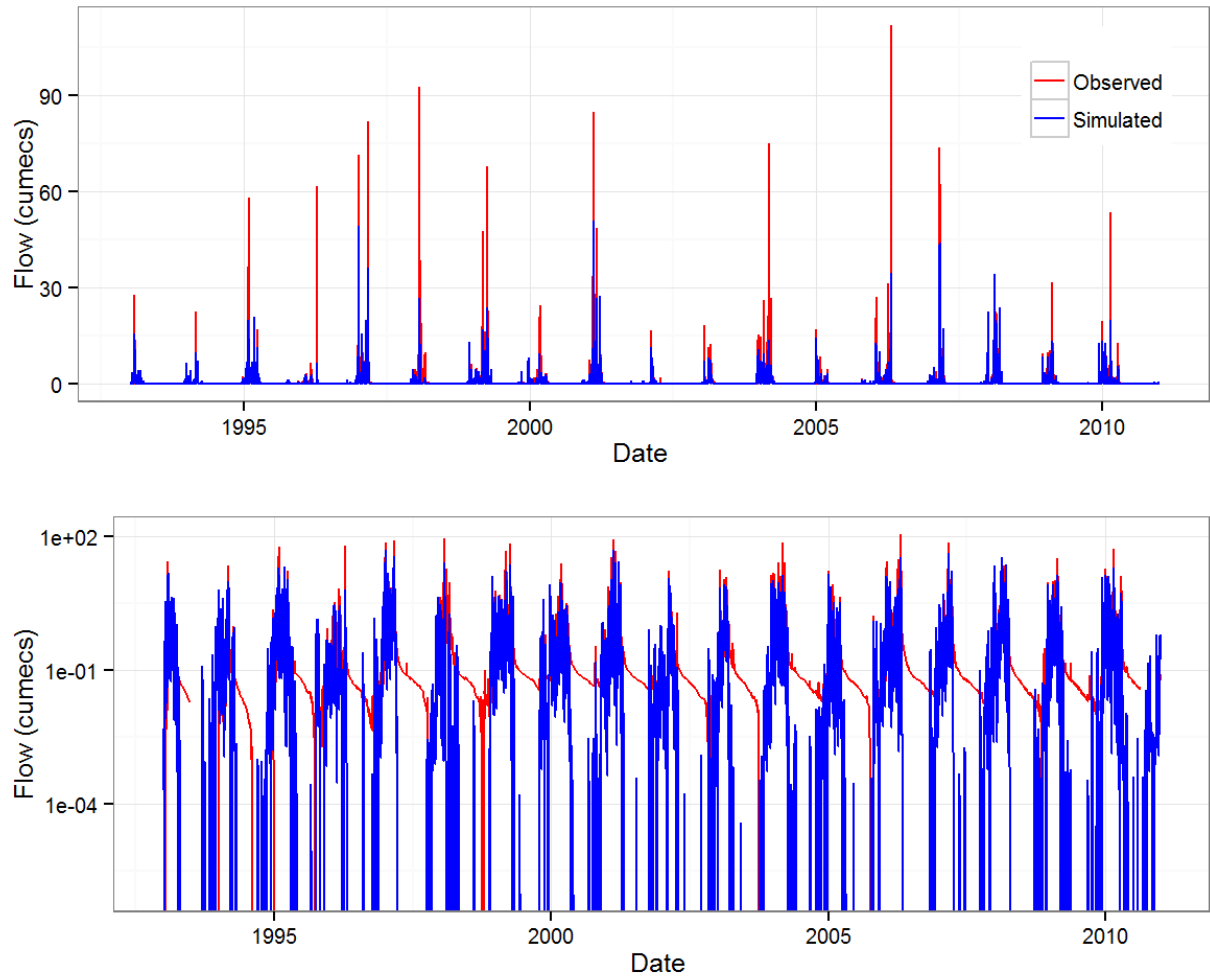 90
60
30
0
Flow (cumecs)
Observed
Simulated
1995
2000
2005
2010
Date
1e+02
1e-01
1e-04
Flow (cumecs)
1995
2000
2005
2010
Date